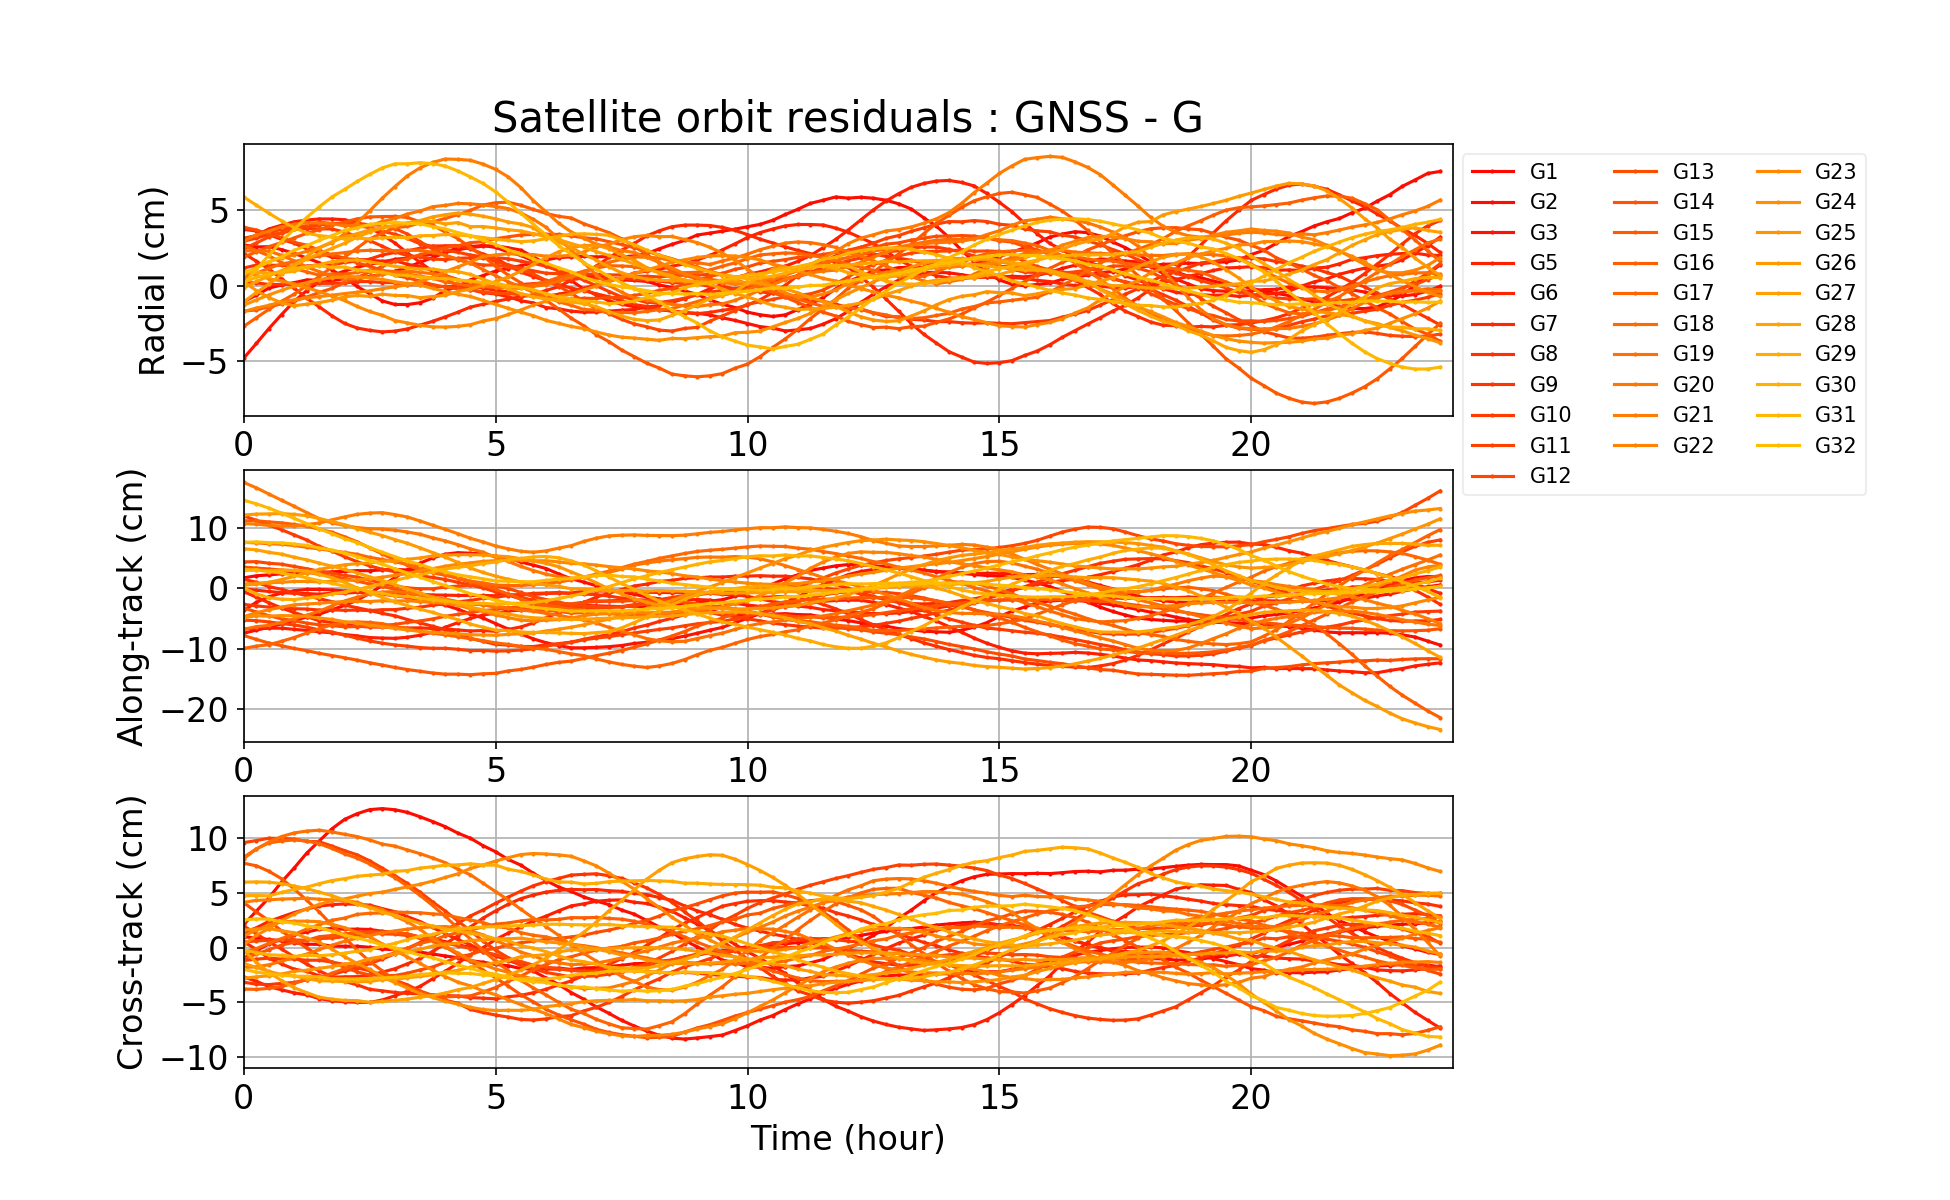 Satellite orbit residuals : GNSS - G
Radial (cm)
5
0
−5
0 5 10 15 20
G1 G13 G23
G2 G14 G24
G3 G15 G25
G5 G16 G26
G6 G17 G27
G7 G18 G28
G8 G19 G29
G9 G20 G30
G10 G21 G31
G11 G22 G32
G12
Along-track (cm)
10
0
−10
−20
0 5 10 15 20
Cross-track (cm)
10
5
0
−5
−10
0 5 10 15 20
Time (hour)